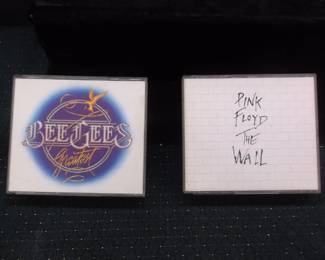 BEE GEES
Greatest
PINK
FLOYD
THE
WALL